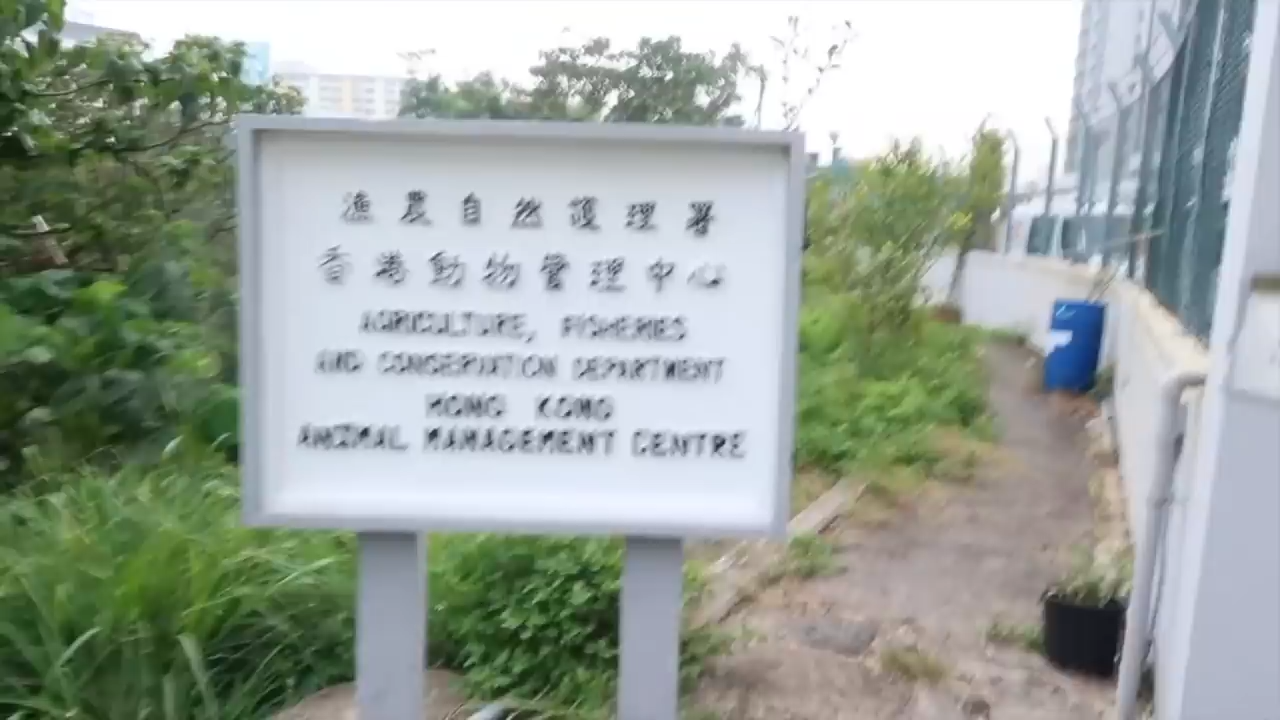 漁農自然護理署
香港動物管理中心
AGRICULTURE, FISHERIES
AND CONSERVATION DEPARTMENT
HONG KONG
ANIMAL MANAGEMENT CENTRE